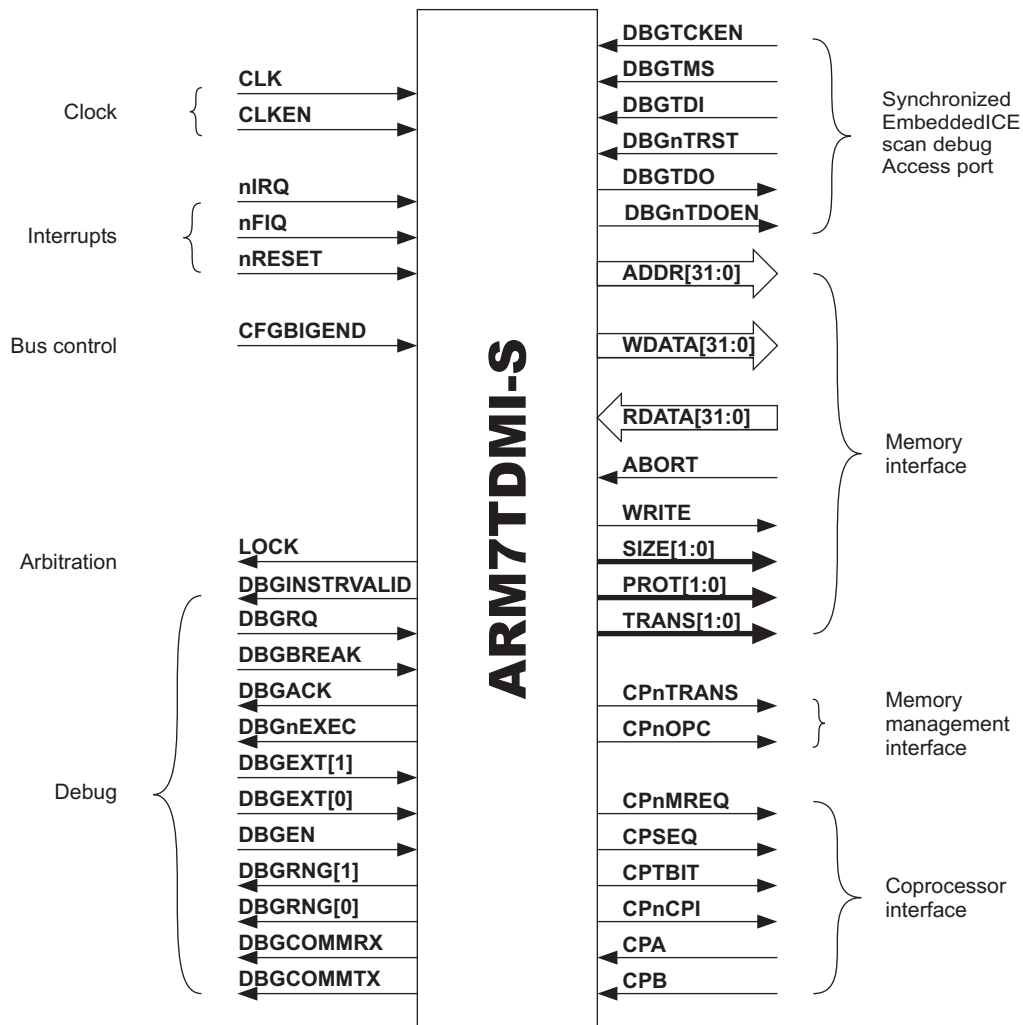 Clock
CLK
CLKEN
Interrupts
nIRQ
nFIQ
nRESET
Bus control
CFGBIGEND
Arbitration
LOCK
Debug
DBGINSTRVALID
DBGRQ
DBGBREAK
DBGACK
DBGnEXEC
DBGEXT[1]
DBGEXT[0]
DBGEN
DBGRNG[1]
DBGRNG[0]
DBGCOMMRX
DBGCOMMTX
ARM7TDMI-S
DBGTCKEN
DBGTMS
DBGTDI
DBGnTRST
DBGTDO
DBGnTDOEN
Synchronized
EmbeddedICE
scan debug
Access port
ADDR[31:0]
WDATA[31:0]
RDATA[31:0]
ABORT
WRITE
SIZE[1:0]
PROT[1:0]
TRANS[1:0]
Memory
interface
CPnTRANS
CPnOPC
Memory
management
interface
CPnMREQ
CPSEQ
CPTBIT
CPnCPI
CPA
CPB
Coprocessor
interface